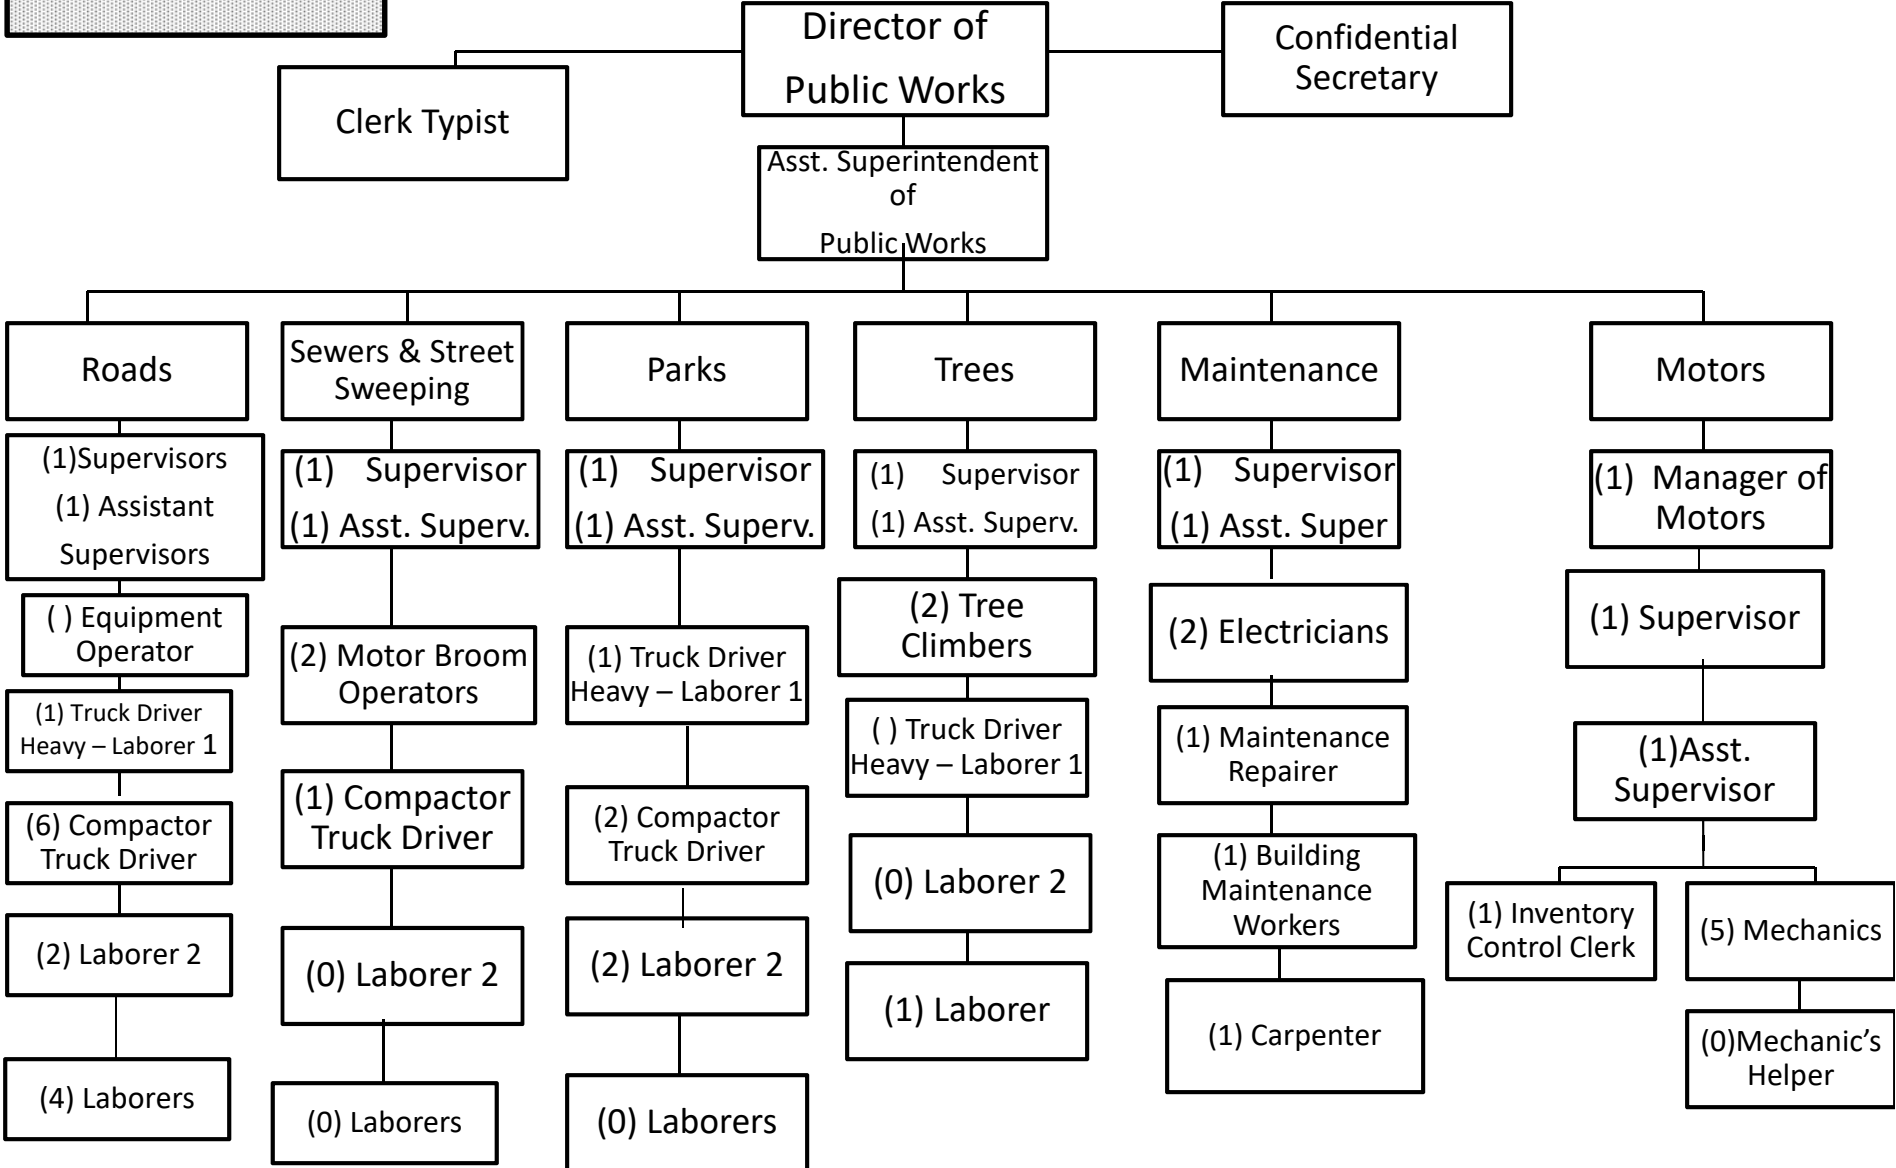 Director of
Public Works
Confidential
Secretary
Clerk Typist
Asst. Superintendent
of
Public Works
Roads
Sewers & Street
Sweeping
Parks
Trees
Maintenance
Motors
(1)Supervisors
(1) Assistant
Supervisors
( ) Equipment
Operator
(1) Truck Driver
Heavy – Laborer 1
(6) Compactor
Truck Driver
(2) Laborer 2
(4) Laborers
(1) Supervisor
(1) Asst. Superv.
(2) Motor Broom
Operators
(1) Compactor
Truck Driver
(0) Laborer 2
(0) Laborers
(1) Supervisor
(1) Asst. Superv.
(1) Truck Driver
Heavy – Laborer 1
(2) Compactor
Truck Driver
(2) Laborer 2
(0) Laborers
(1) Supervisor
(1) Asst. Superv.
(2) Tree
Climbers
( ) Truck Driver
Heavy – Laborer 1
(0) Laborer 2
(1) Laborer
(1) Supervisor
(1) Asst. Super
(2) Electricians
(1) Maintenance
Repairer
(1) Building
Maintenance
Workers
(1) Carpenter
(1) Manager of
Motors
(1) Supervisor
(1)Asst.
Supervisor
(1) Inventory
Control Clerk
(5) Mechanics
(0)Mechanic’s
Helper